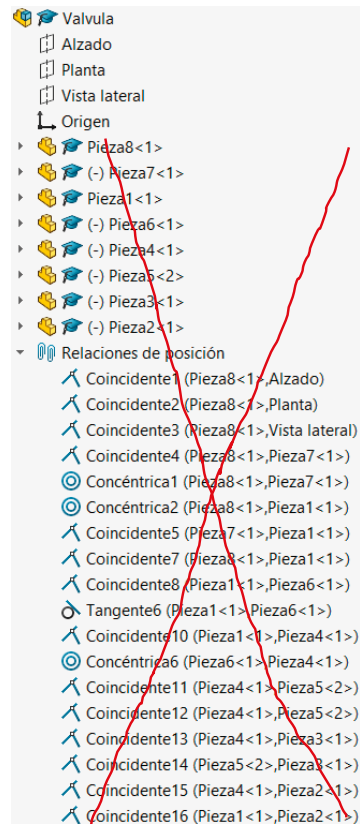 Valvula
Alzado
Planta
Vista lateral
Origen
Pieza8<1>
(-) Pieza7<1>
Pieza1<1>
(-) Pieza6<1>
(-) Pieza4<1>
(-) Pieza5<2>
(-) Pieza3<1>
(-) Pieza2<1>
Relaciones de posición
Coincidente1 (Pieza8<1>,Alzado)
Coincidente2 (Pieza8<1>,Planta)
Coincidente3 (Pieza8<1>,Vista lateral)
Coincidente4 (Pieza8<1>,Pieza7<1>)
Concéntrica1 (Pieza8<1>,Pieza7<1>)
Concéntrica2 (Pieza8<1>,Pieza1<1>)
Coincidente5 (Pieza7<1>,Pieza1<1>)
Coincidente7 (Pieza8<1>,Pieza1<1>)
Coincidente8 (Pieza1<1>,Pieza6<1>)
Tangente6 (Pieza1<1>,Pieza6<1>)
Coincidente10 (Pieza1<1>,Pieza4<1>)
Concéntrica6 (Pieza6<1>,Pieza4<1>)
Coincidente11 (Pieza4<1>,Pieza5<2>)
Coincidente12 (Pieza4<1>,Pieza5<2>)
Coincidente13 (Pieza4<1>,Pieza3<1>)
Coincidente14 (Pieza5<2>,Pieza3<1>)
Coincidente15 (Pieza4<1>,Pieza2<1>)
Coincidente16 (Pieza1<1>,Pieza2<1>)